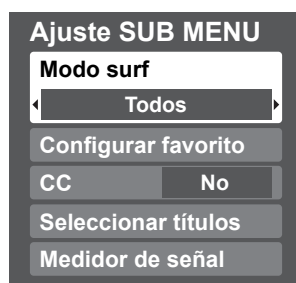 Ajuste SUB MENU
Modo surf
Todos
Configurar favorito
CC No
Seleccionar títulos
Medidor de señal